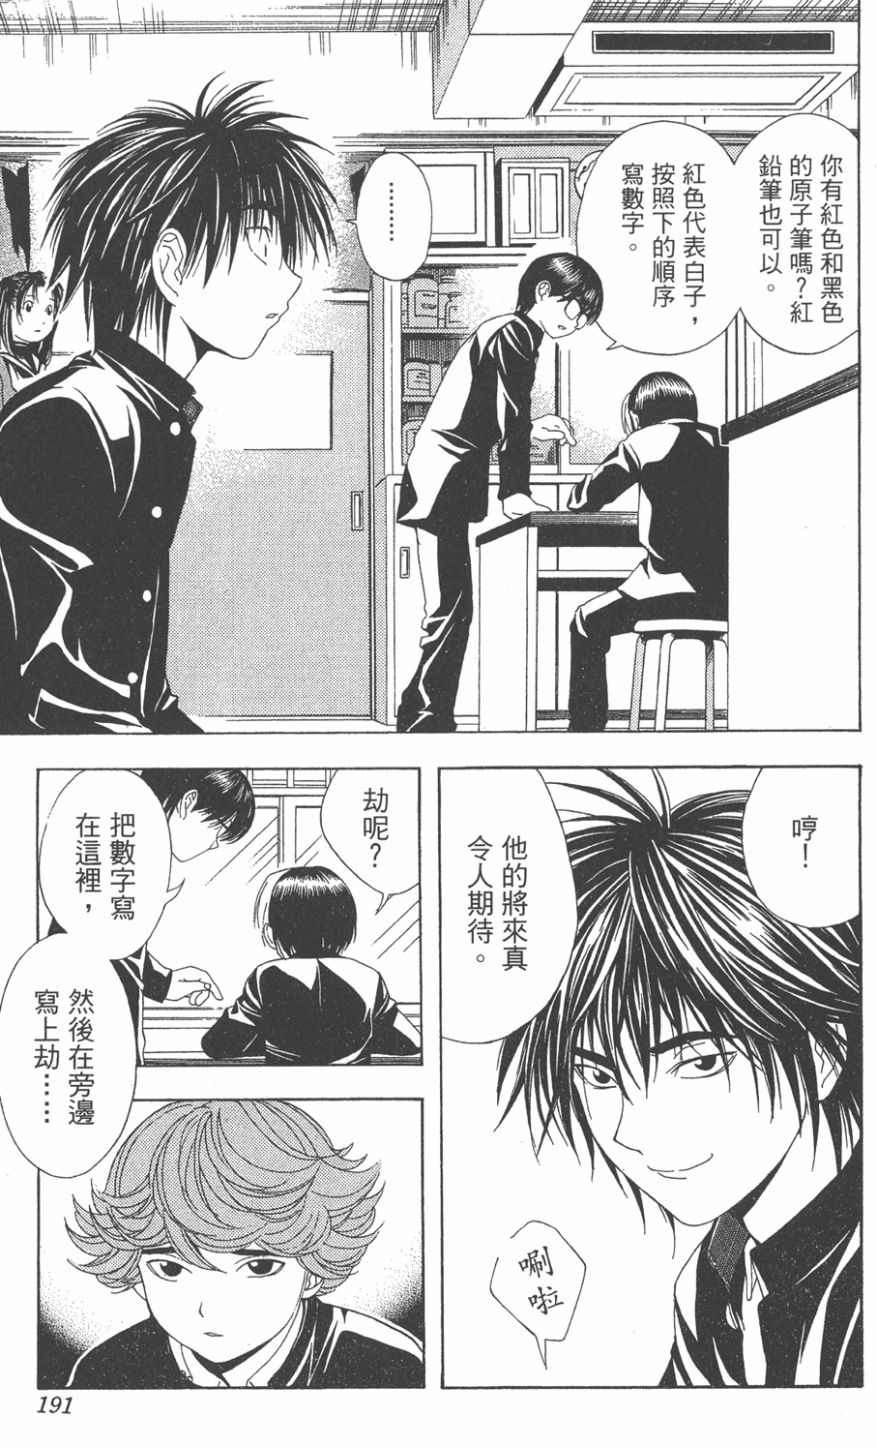 你有紅色和黑色
的原子筆嗎？紅
鉛筆也可以。
紅色代表白子，
按照下的順序
寫數字。
………
哼！
他的將來真
令人期待。
唰
啦
劫呢？
把數字寫
在這裡，
然後在旁邊
寫上劫……
191